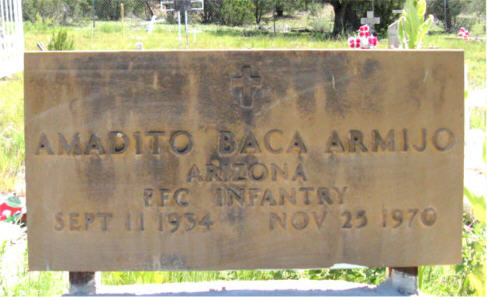 AMADITO BACA ARMIJO
ARIZONA
PFC INFANTRY
SEPT 11 1934 NOV 25 1970